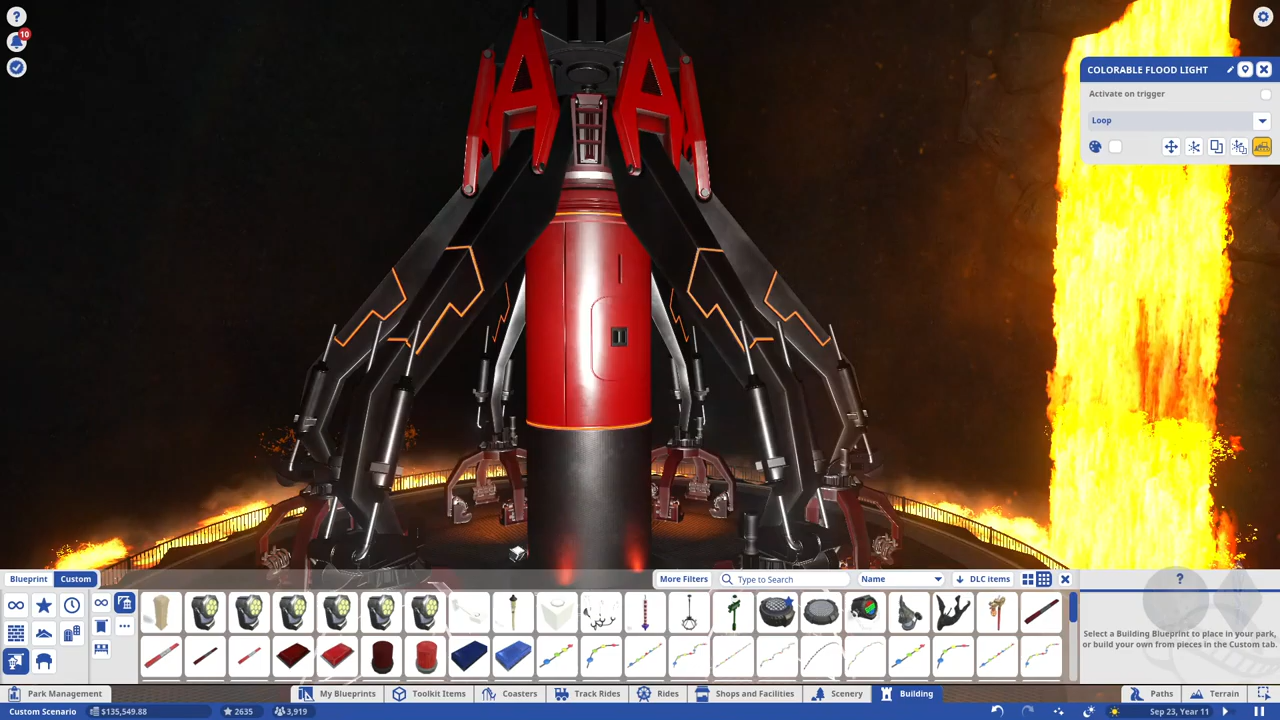 ?
10
COLORABLE FLOOD LIGHT
Activate on trigger
Loop
Blueprint
Custom
More Filters
Type to Search
Name
DLC items
?
Select a Building Blueprint to place in your park,
or build your own from pieces in the Custom tab.
Park Management
My Blueprints
Toolkit Items
Coasters
Track Rides
Rides
Shops and Facilities
Scenery
Building
Paths
Terrain
Custom Scenario
$135,549.88
2635
3,919
Sep 23, Year 11